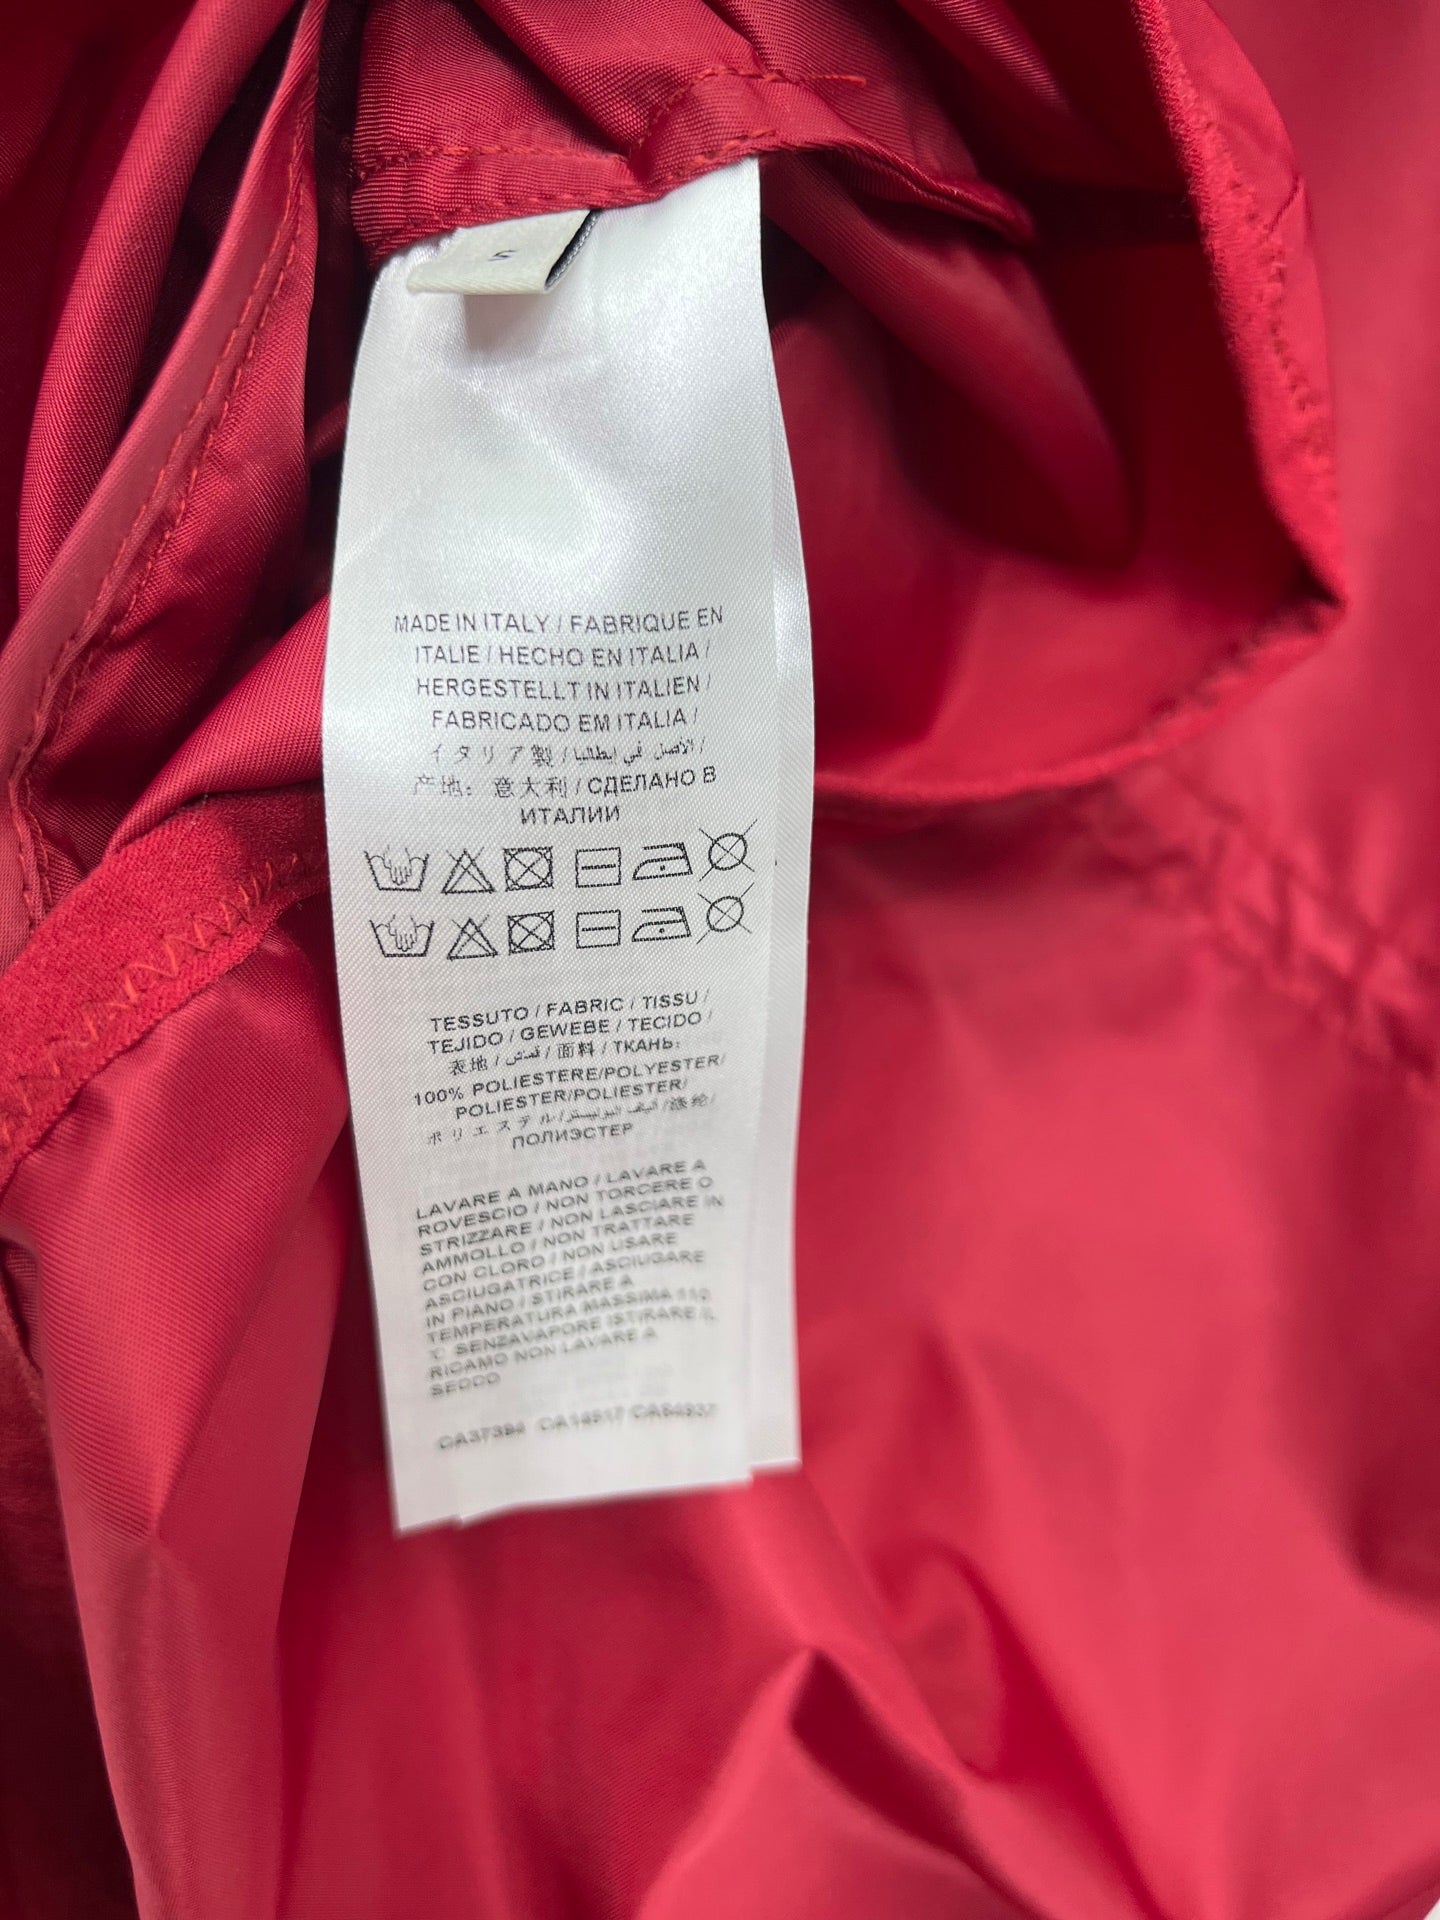 MADE IN ITALY / FABRIQUE EN
ITALIE / HECHO EN ITALIA /
HERGESTELLT IN ITALIEN /
FABRICADO EM ITALIA /
イタリア製 / الأصل في إيطاليا /
产地：意大利 / СДЕЛАНО В
ИТАЛИИ
TESSUTO / FABRIC / TISSU /
TEJIDO / GEWEBE / TECIDO /
表地 / قماش / 面料 / ТКАНЬ:
100% POLIESTERE/POLYESTER/
POLIESTER/POLIESTER/
ポリエステル/ألياف البوليستر/涤纶/
ПОЛИЭСТЕР
LAVARE A MANO / LAVARE A
ROVESCIO / NON TORCERE O
STRIZZARE / NON LASCIARE IN
AMMOLLO / NON TRATTARE
CON CLORO / NON USARE
ASCIUGATRICE / ASCIUGARE
IN PIANO / STIRARE A
TEMPERATURA MASSIMA 110
°C SENZAVAPORE ISTIRARE IL
RICAMO NON LAVARE A
SECCO
CA37394 CA14917